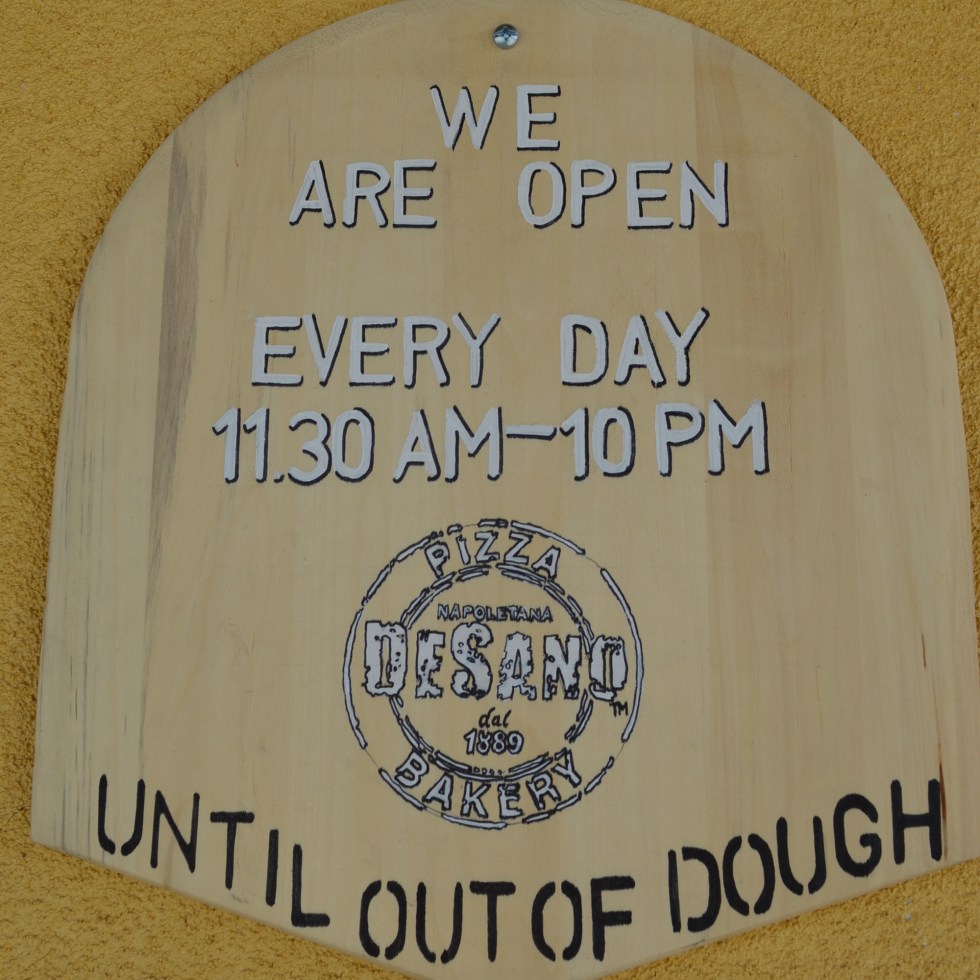 WE
ARE OPEN
EVERY DAY
11.30 AM-10 PM
PIZZA
NAPOLETANA
DESANO
TM
dal
1889
BAKERY
UNTIL OUT OF DOUGH